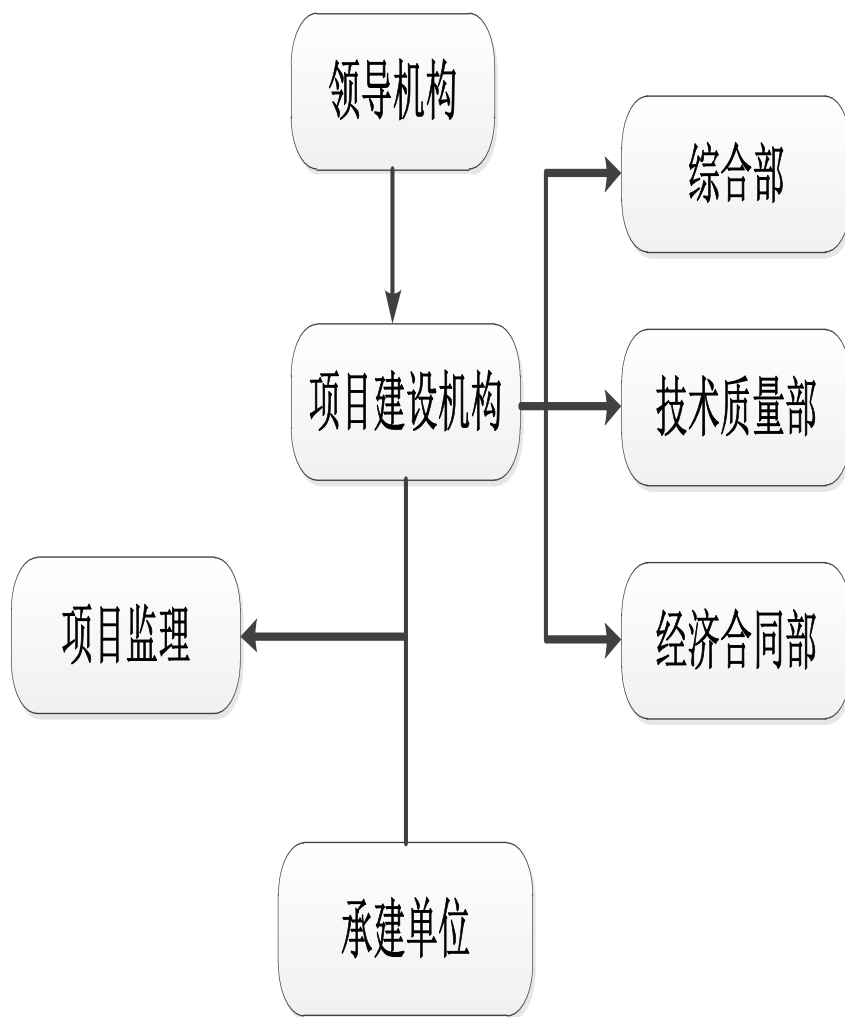 领导机构
综合部
项目建设机构
技术质量部
项目监理
经济合同部
承建单位